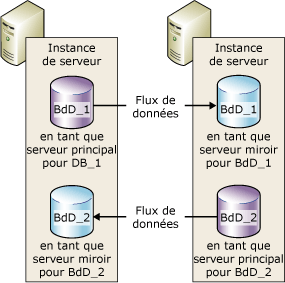 Instance
de serveur
Instance
de serveur
BdD_1
Flux de
données
BdD_1
en tant que
serveur principal
pour DB_1
en tant que
serveur miroir
pour BdD_1
BdD_2
Flux de
données
BdD_2
en tant que
serveur miroir
pour BdD_2
en tant que
serveur principal
pour BdD_2